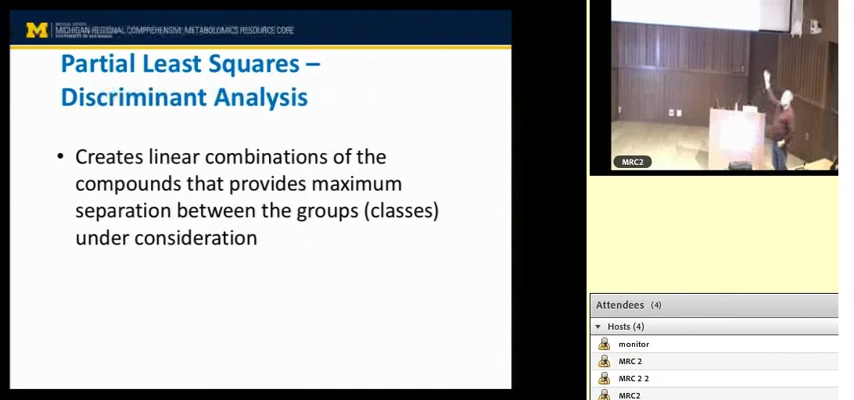 MICHIGAN REGIONAL COMPREHENSIVE METABOLOMICS RESOURCE CORE
Partial Least Squares –
Discriminant Analysis
• Creates linear combinations of the
compounds that provides maximum
separation between the groups (classes)
under consideration
MRC2
Attendees (4)
Hosts (4)
monitor
MRC 2
MRC 2 2
MRC2